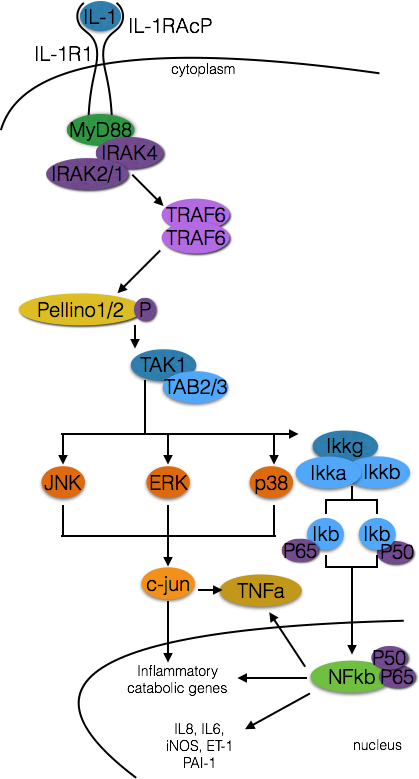 IL-1
IL-1RAcP
IL-1R1
cytoplasm
MyD88
IRAK4
IRAK2/1
TRAF6
TRAF6
Pellino1/2
P
TAK1
TAB2/3
Ikkg
Ikka
Ikkb
JNK
ERK
p38
Ikb
Ikb
P65
P50
c-jun
TNFa
P50
NFkb
P65
Inflammatory
catabolic genes
IL8, IL6,
iNOS, ET-1
PAI-1
nucleus